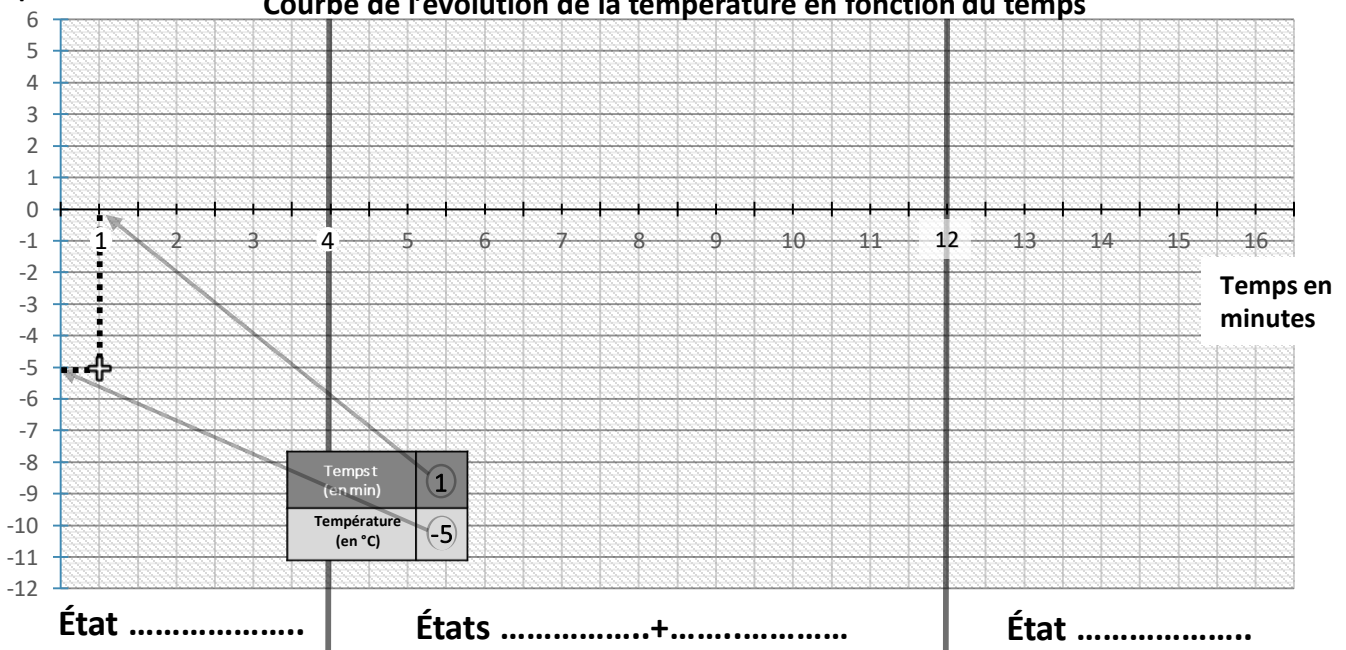 Courbe de l'évolution de la température en fonction du temps
6
5
4
3
2
1
0
-1
-2
-3
-4
-5
-6
-7
-8
-9
-10
-11
-12
1 2 3 4 5 6 7 8 9 10 11 12 13 14 15 16
Temps en
minutes
Temps t
(en min)
1
Température
(en °C)
-5
État ...................
États .................+.....................
État ...................